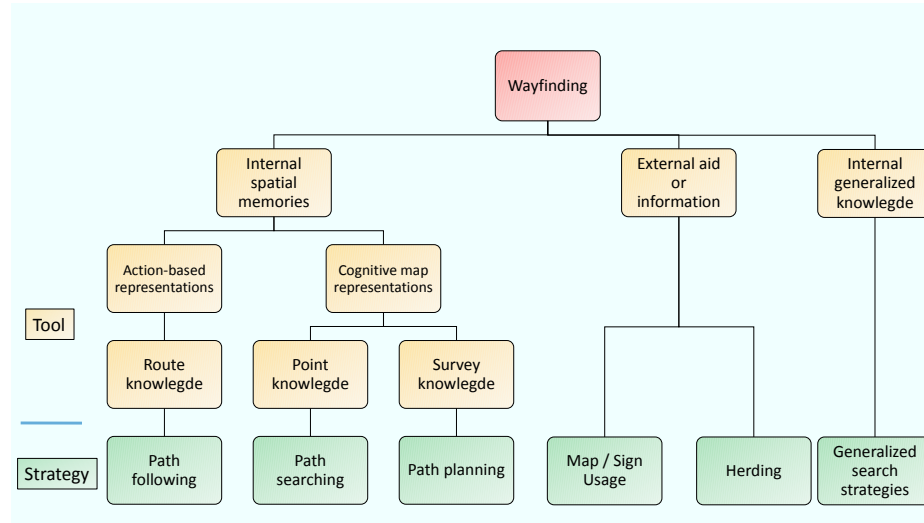 Wayfinding
Internal
spatial
memories
External aid
or
information
Internal
generalized
knowlegde
Action-based
representations
Cognitive map
representations
Tool
Route
knowlegde
Point
knowlegde
Survey
knowlegde
Strategy
Path
following
Path
searching
Path planning
Map / Sign
Usage
Herding
Generalized
search
strategies